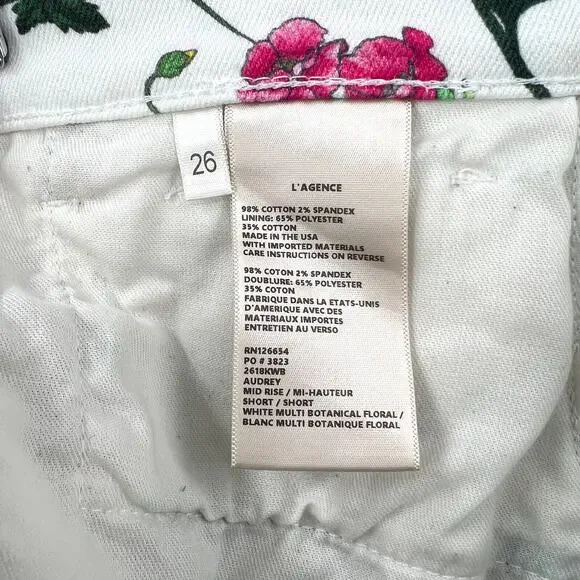 26
L'AGENCE
98% COTTON 2% SPANDEX
LINING: 65% POLYESTER
35% COTTON
MADE IN THE USA
WITH IMPORTED MATERIALS
CARE INSTRUCTIONS ON REVERSE
98% COTON 2% SPANDEX
DOUBLURE: 65% POLYESTER
35% COTON
FABRIQUE DANS LA ETATS-UNIS
D'AMERIQUE AVEC DES
MATERIAUX IMPORTES
ENTRETIEN AU VERSO
RN126654
PO # 3823
2618KWB
AUDREY
MID RISE / MI-HAUTEUR
SHORT / SHORT
WHITE MULTI BOTANICAL FLORAL /
BLANC MULTI BOTANIQUE FLORAL